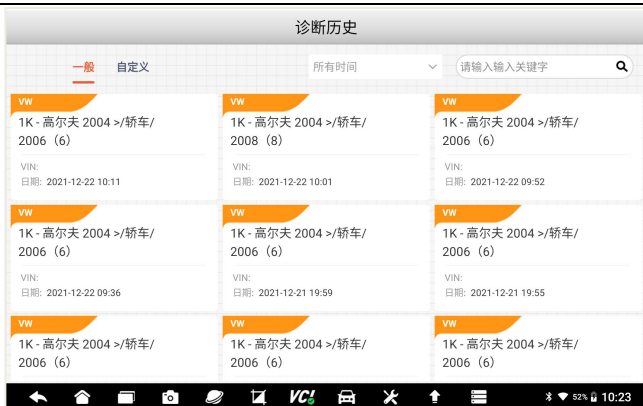 诊断历史
一般 自定义 所有时间 请输入输入关键字
VW
1K - 高尔夫 2004 >/轿车/
2006（6）
VIN:
日期: 2021-12-22 10:11
VW
1K - 高尔夫 2004 >/轿车/
2008（8）
VIN:
日期: 2021-12-22 10:01
VW
1K - 高尔夫 2004 >/轿车/
2006（6）
VIN:
日期: 2021-12-22 09:52
VW
1K - 高尔夫 2004 >/轿车/
2006（6）
VIN:
日期: 2021-12-22 09:36
VW
1K - 高尔夫 2004 >/轿车/
2006（6）
VIN:
日期: 2021-12-21 19:59
VW
1K - 高尔夫 2004 >/轿车/
2006（6）
VIN:
日期: 2021-12-21 19:55
VW
1K - 高尔夫 2004 >/轿车/
2006（6）
VW
1K - 高尔夫 2004 >/轿车/
2006（6）
VW
1K - 高尔夫 2004 >/轿车/
2006（6）
VCI 52% 10:23